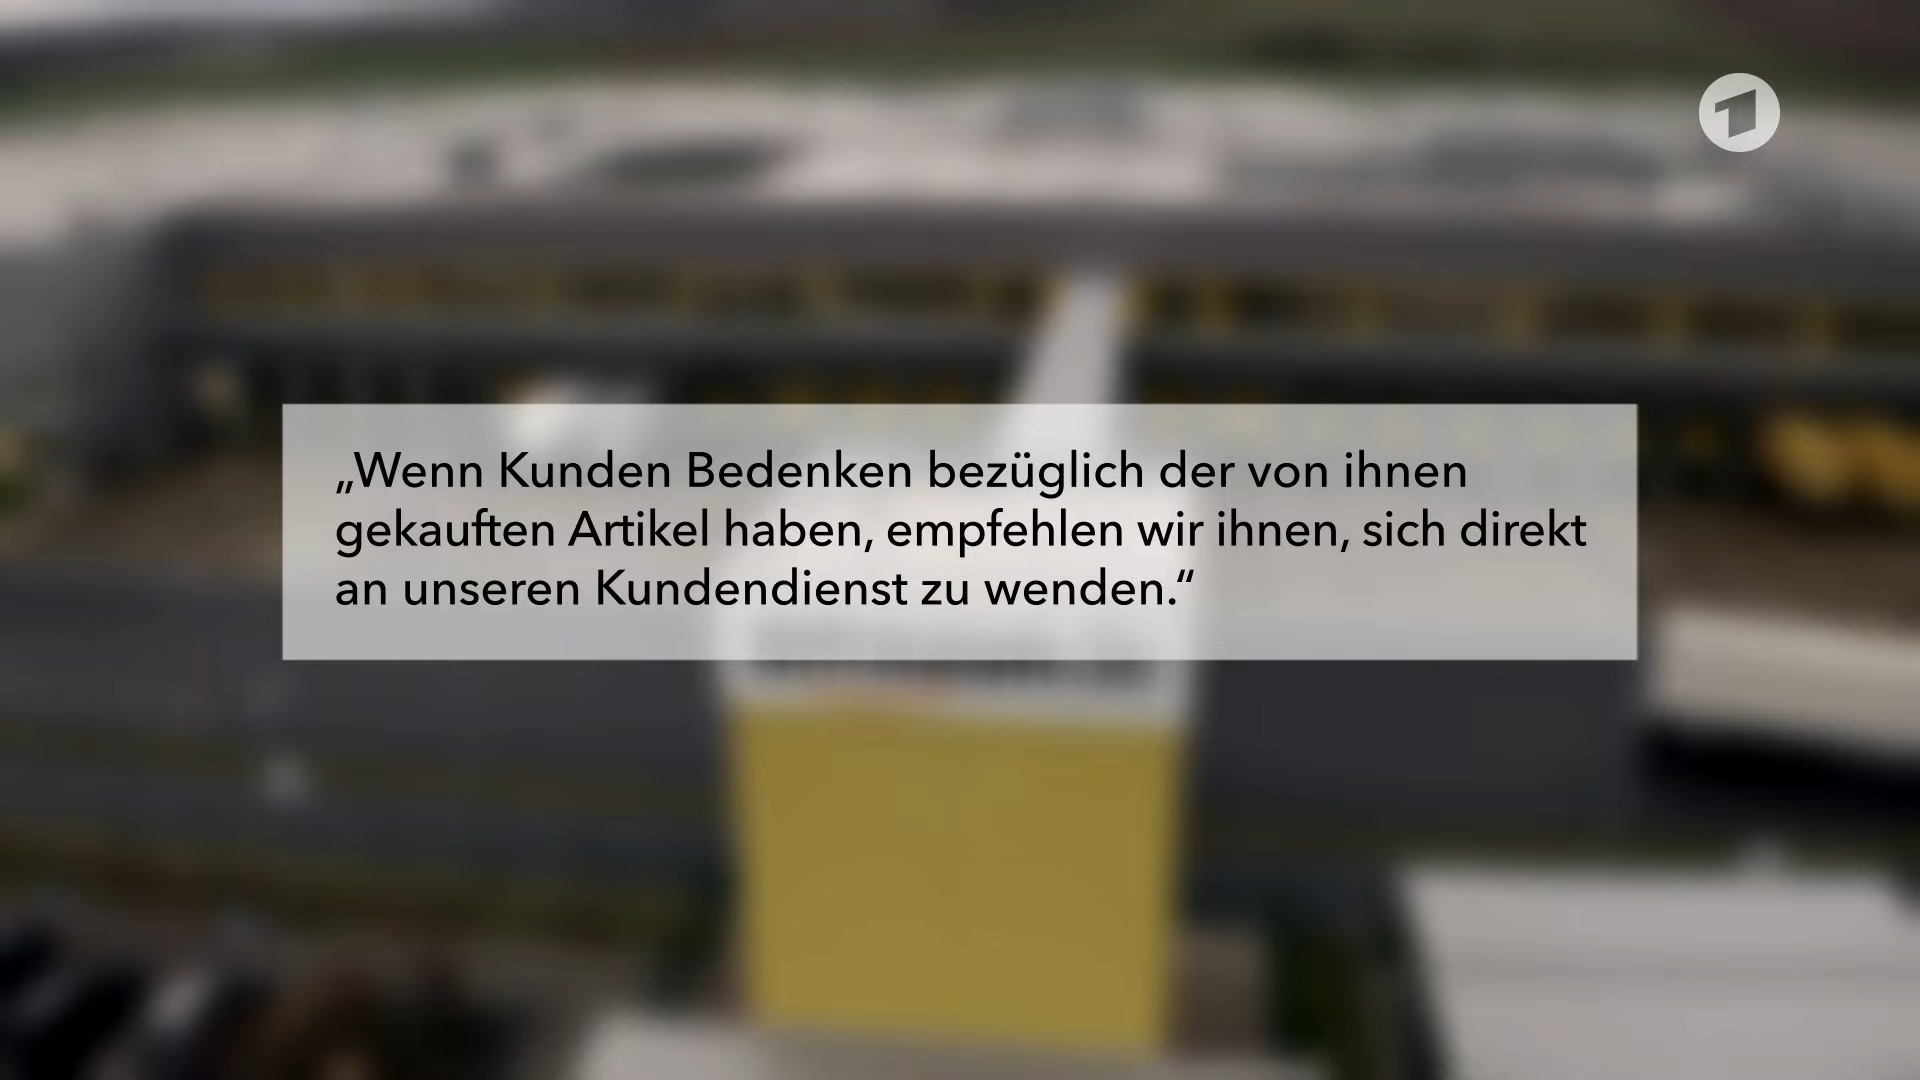 „Wenn Kunden Bedenken bezüglich der von ihnen
gekauften Artikel haben, empfehlen wir ihnen, sich direkt
an unseren Kundendienst zu wenden.“